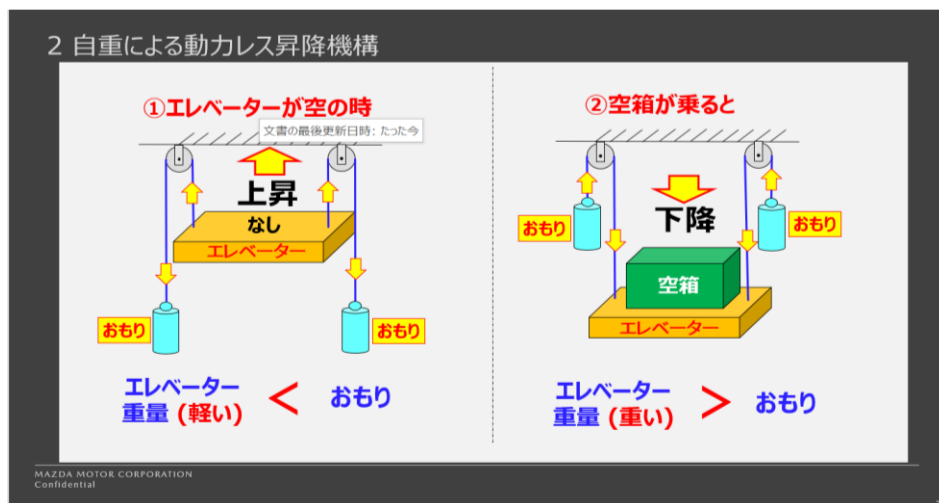 2 自重による動力レス昇降機構
①エレベーターが空の時
文書の最後更新日時: たった今
上昇
なし
エレベーター
おもり
おもり
エレベーター
重量 (軽い) < おもり
②空箱が乗ると
下降
おもり
おもり
空箱
エレベーター
エレベーター
重量 (重い) > おもり
MAZDA MOTOR CORPORATION
Confidential